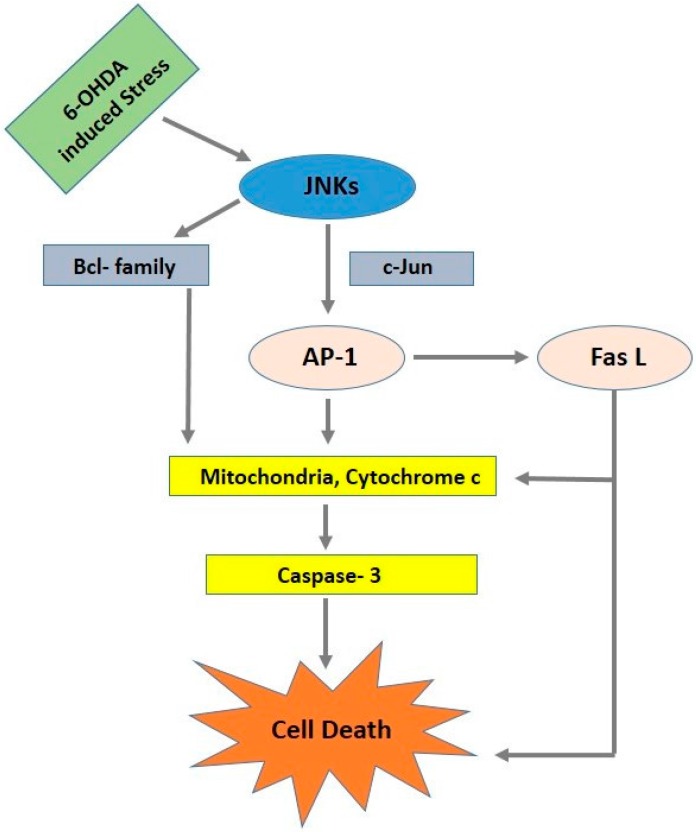 6-OHDA
induced Stress
JNKs
Bcl- family
c-Jun
AP-1
Fas L
Mitochondria, Cytochrome c
Caspase- 3
Cell Death